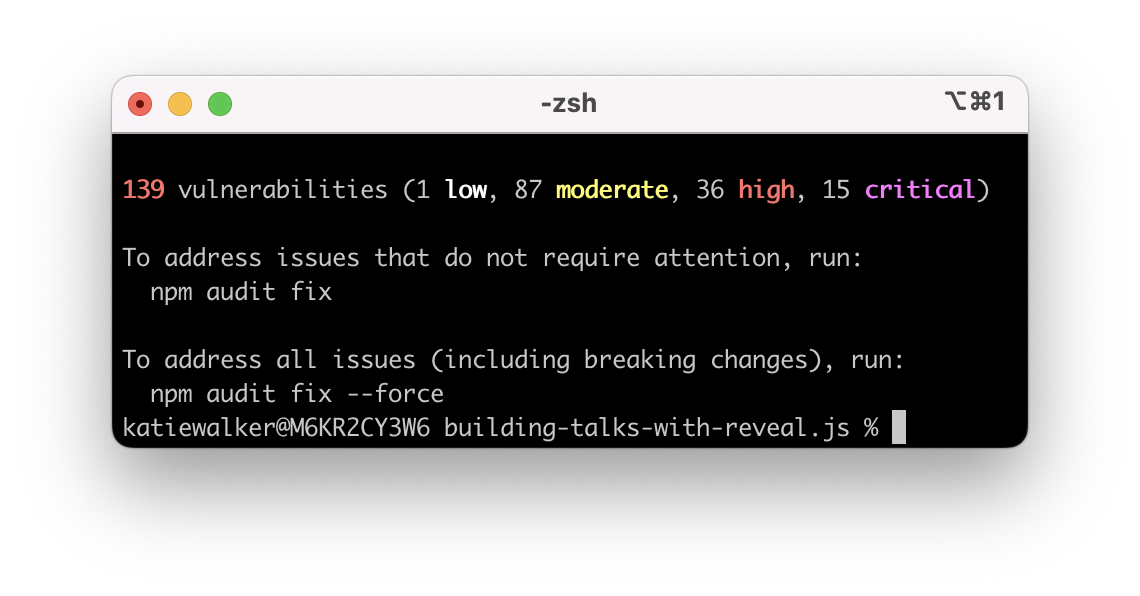 -zsh
⌥⌘1
139 vulnerabilities (1 low, 87 moderate, 36 high, 15 critical)
To address issues that do not require attention, run:
  npm audit fix
To address all issues (including breaking changes), run:
  npm audit fix --force
katiewalker@M6KR2CY3W6 building-talks-with-reveal.js %